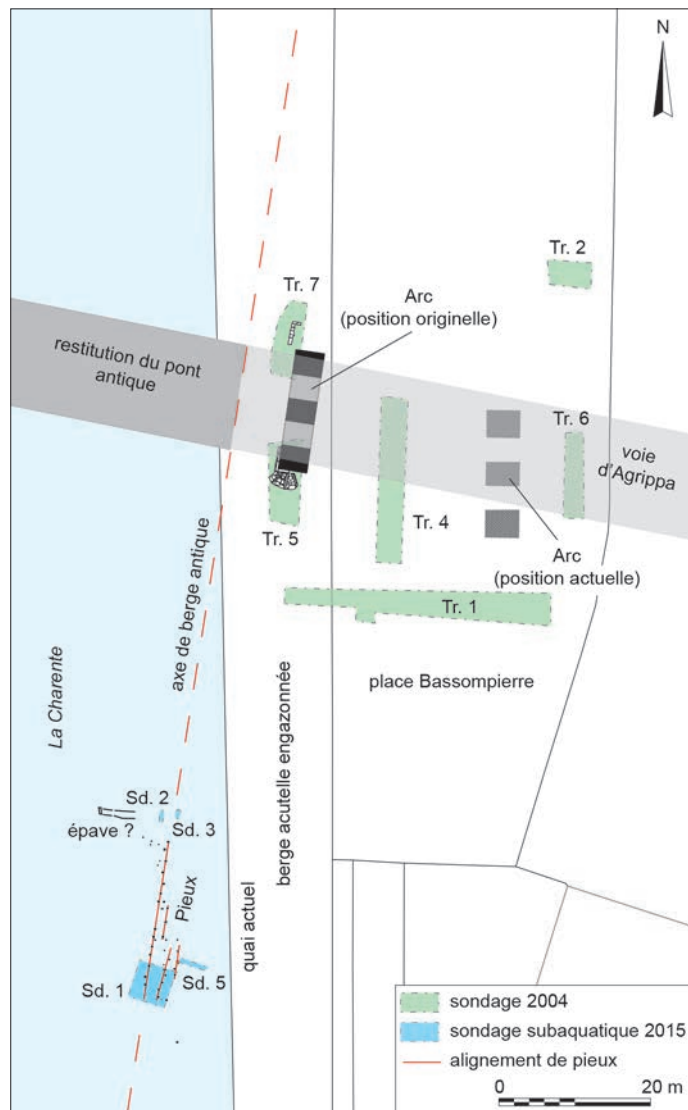 N
Tr. 2
Tr. 7
Arc
(position originelle)
restitution du pont
antique
Tr. 6
voie
d'Agrippa
Tr. 4
Tr. 5
Arc
(position actuelle)
Tr. 1
axe de berge antique
place Bassompierre
La Charente
berge acutelle engazonnée
Sd. 2
épave ?
Sd. 3
Pieux
quai actuel
Sd. 1
Sd. 5
sondage 2004
sondage subaquatique 2015
alignement de pieux
0
20 m